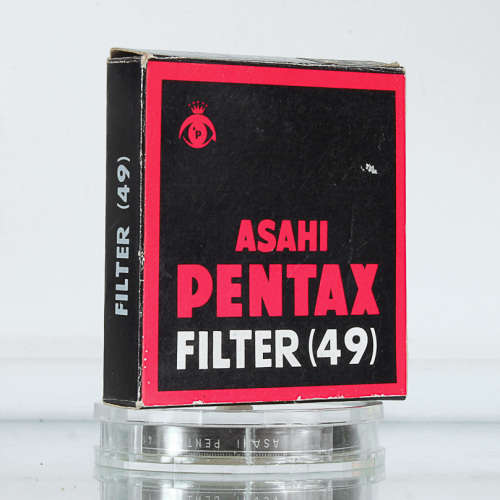 FILTER (49)
P
ASAHI
PENTAX
FILTER (49)
ASAHI PENT